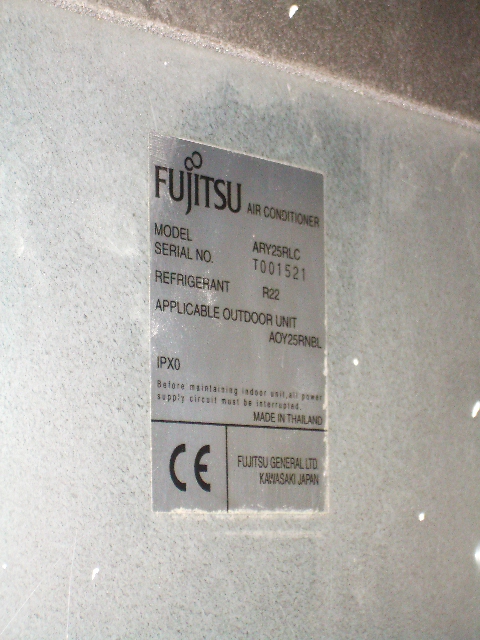 FUJITSU AIR CONDITIONER
MODEL ARY25RLC
SERIAL NO. T001521
REFRIGERANT R22
APPLICABLE OUTDOOR UNIT
AOY25RNBL
IPX0
Before maintaining indoor unit,all power
supply circuit must be interrupted.
MADE IN THAILAND
CE
FUJITSU GENERAL LTD.
KAWASAKI JAPAN